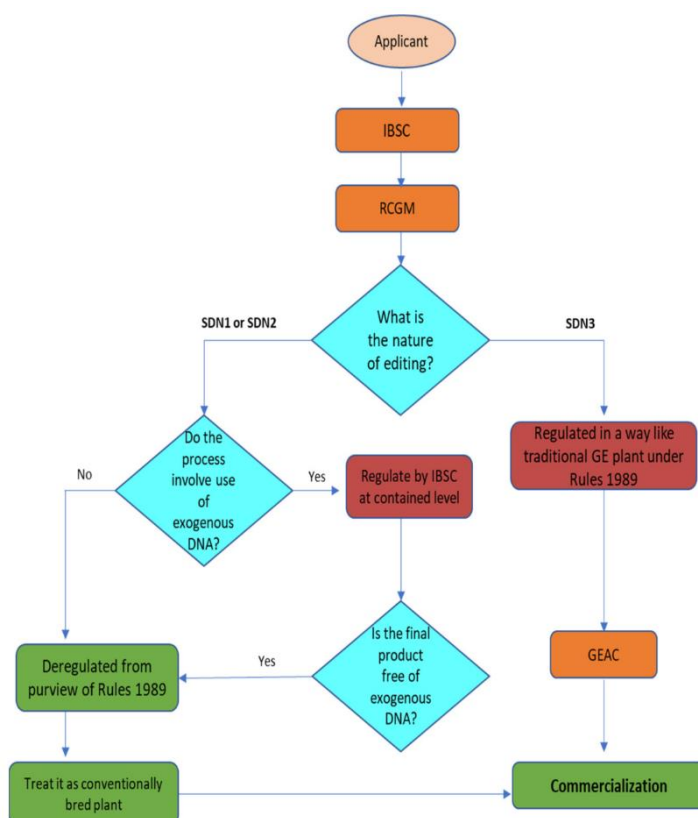 Applicant
IBSC
RCGM
What is
the nature
of editing?
SDN1 or SDN2
SDN3
Do the
process
involve use
of
exogenous
DNA?
No
Yes
Regulate by IBSC
at contained level
Regulated in a way like
traditional GE plant under
Rules 1989
Is the final
product
free of
exogenous
DNA?
Yes
Deregulated from
purview of Rules 1989
GEAC
Treat it as conventionally
bred plant
Commercialization